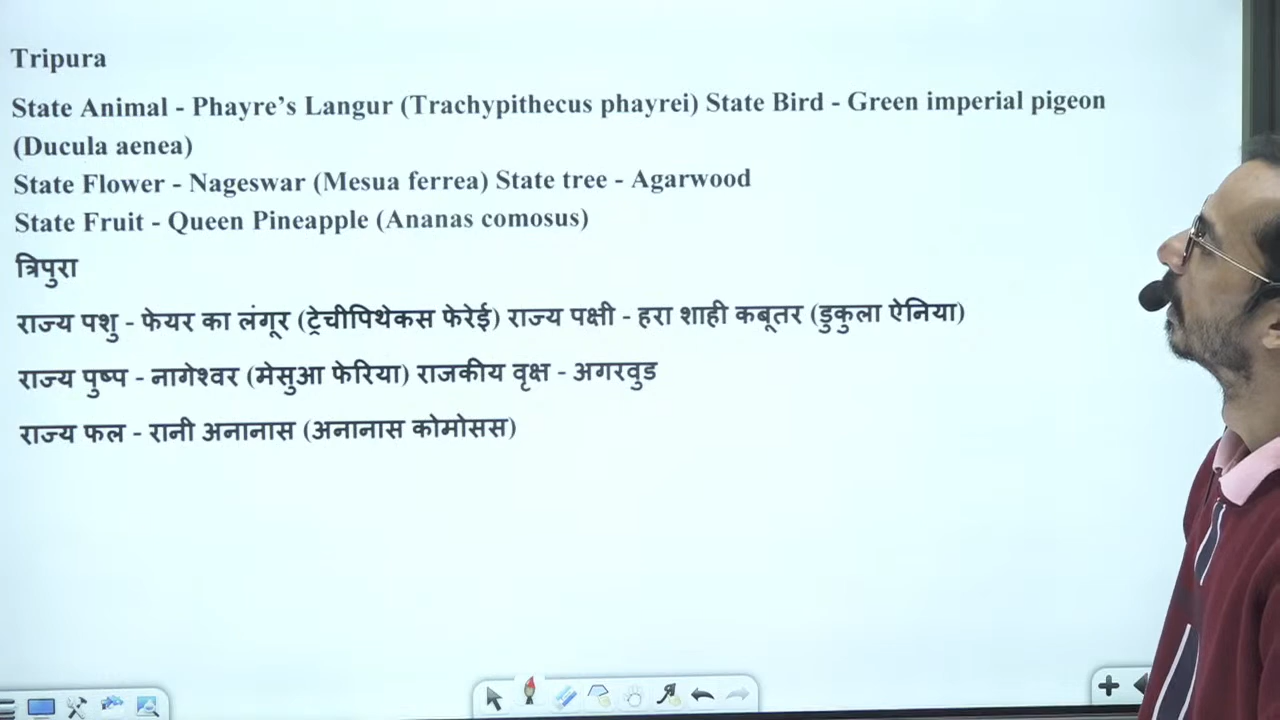 Tripura
State Animal - Phayre’s Langur (Trachypithecus phayrei) State Bird - Green imperial pigeon
(Ducula aenea)
State Flower - Nageswar (Mesua ferrea) State tree - Agarwood
State Fruit - Queen Pineapple (Ananas comosus)
त्रिपुरा
राज्य पशु - फेयर का लंगूर (ट्रेचीपिथेकस फेरेई) राज्य पक्षी - हरा शाही कबूतर (डुकुला ऐनिया)
राज्य पुष्प - नागेश्वर (मेसुआ फेरिया) राजकीय वृक्ष - अगरवुड
राज्य फल - रानी अनानास (अनानास कोमोसस)